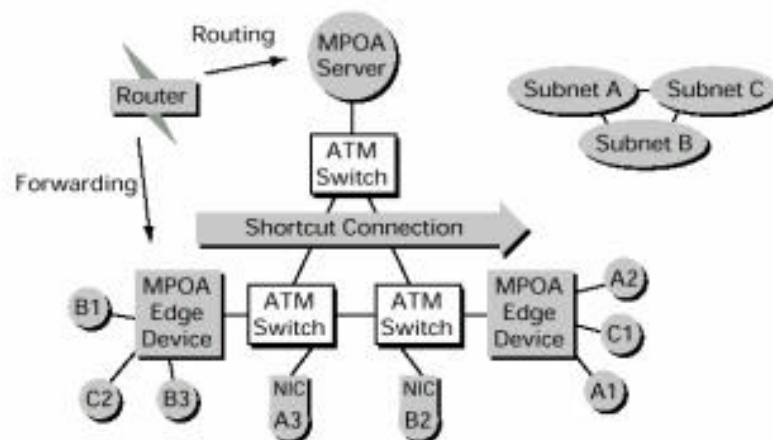 Routing
MPOA
Server
Router
Subnet A
Subnet C
Subnet B
ATM
Switch
Forwarding
Shortcut Connection
B1
MPOA
Edge
Device
ATM
Switch
ATM
Switch
MPOA
Edge
Device
A2
C1
C2
B3
NIC
A3
NIC
B2
A1